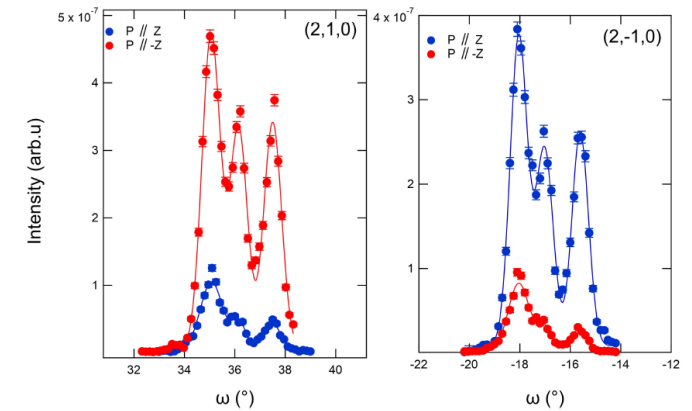 5 x 10⁻⁷
4
3
2
1
Intensity (arb.u)
P // Z
P // -Z
(2,1,0)
32
34
36
38
40
ω (°)
4 x 10⁻⁷
3
2
1
P // Z
P // -Z
(2,-1,0)
-22
-20
-18
-16
-14
-12
ω (°)